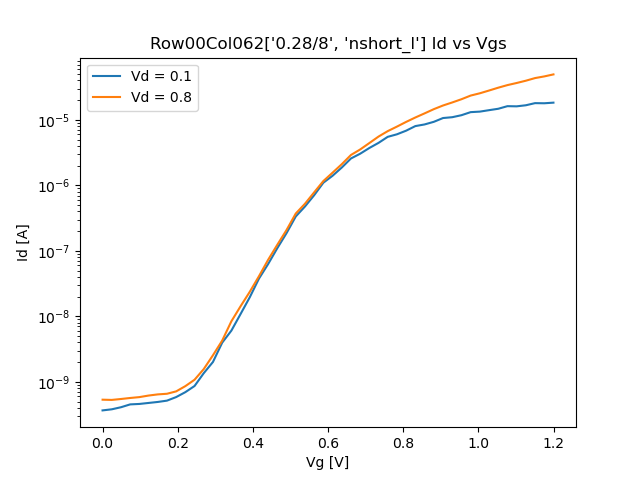 Row00Col062['0.28/8', 'nshort_l'] Id vs Vgs
Vd = 0.1
Vd = 0.8
Id [A]
10⁻⁵
10⁻⁶
10⁻⁷
10⁻⁸
10⁻⁹
0.0 0.2 0.4 0.6 0.8 1.0 1.2
Vg [V]